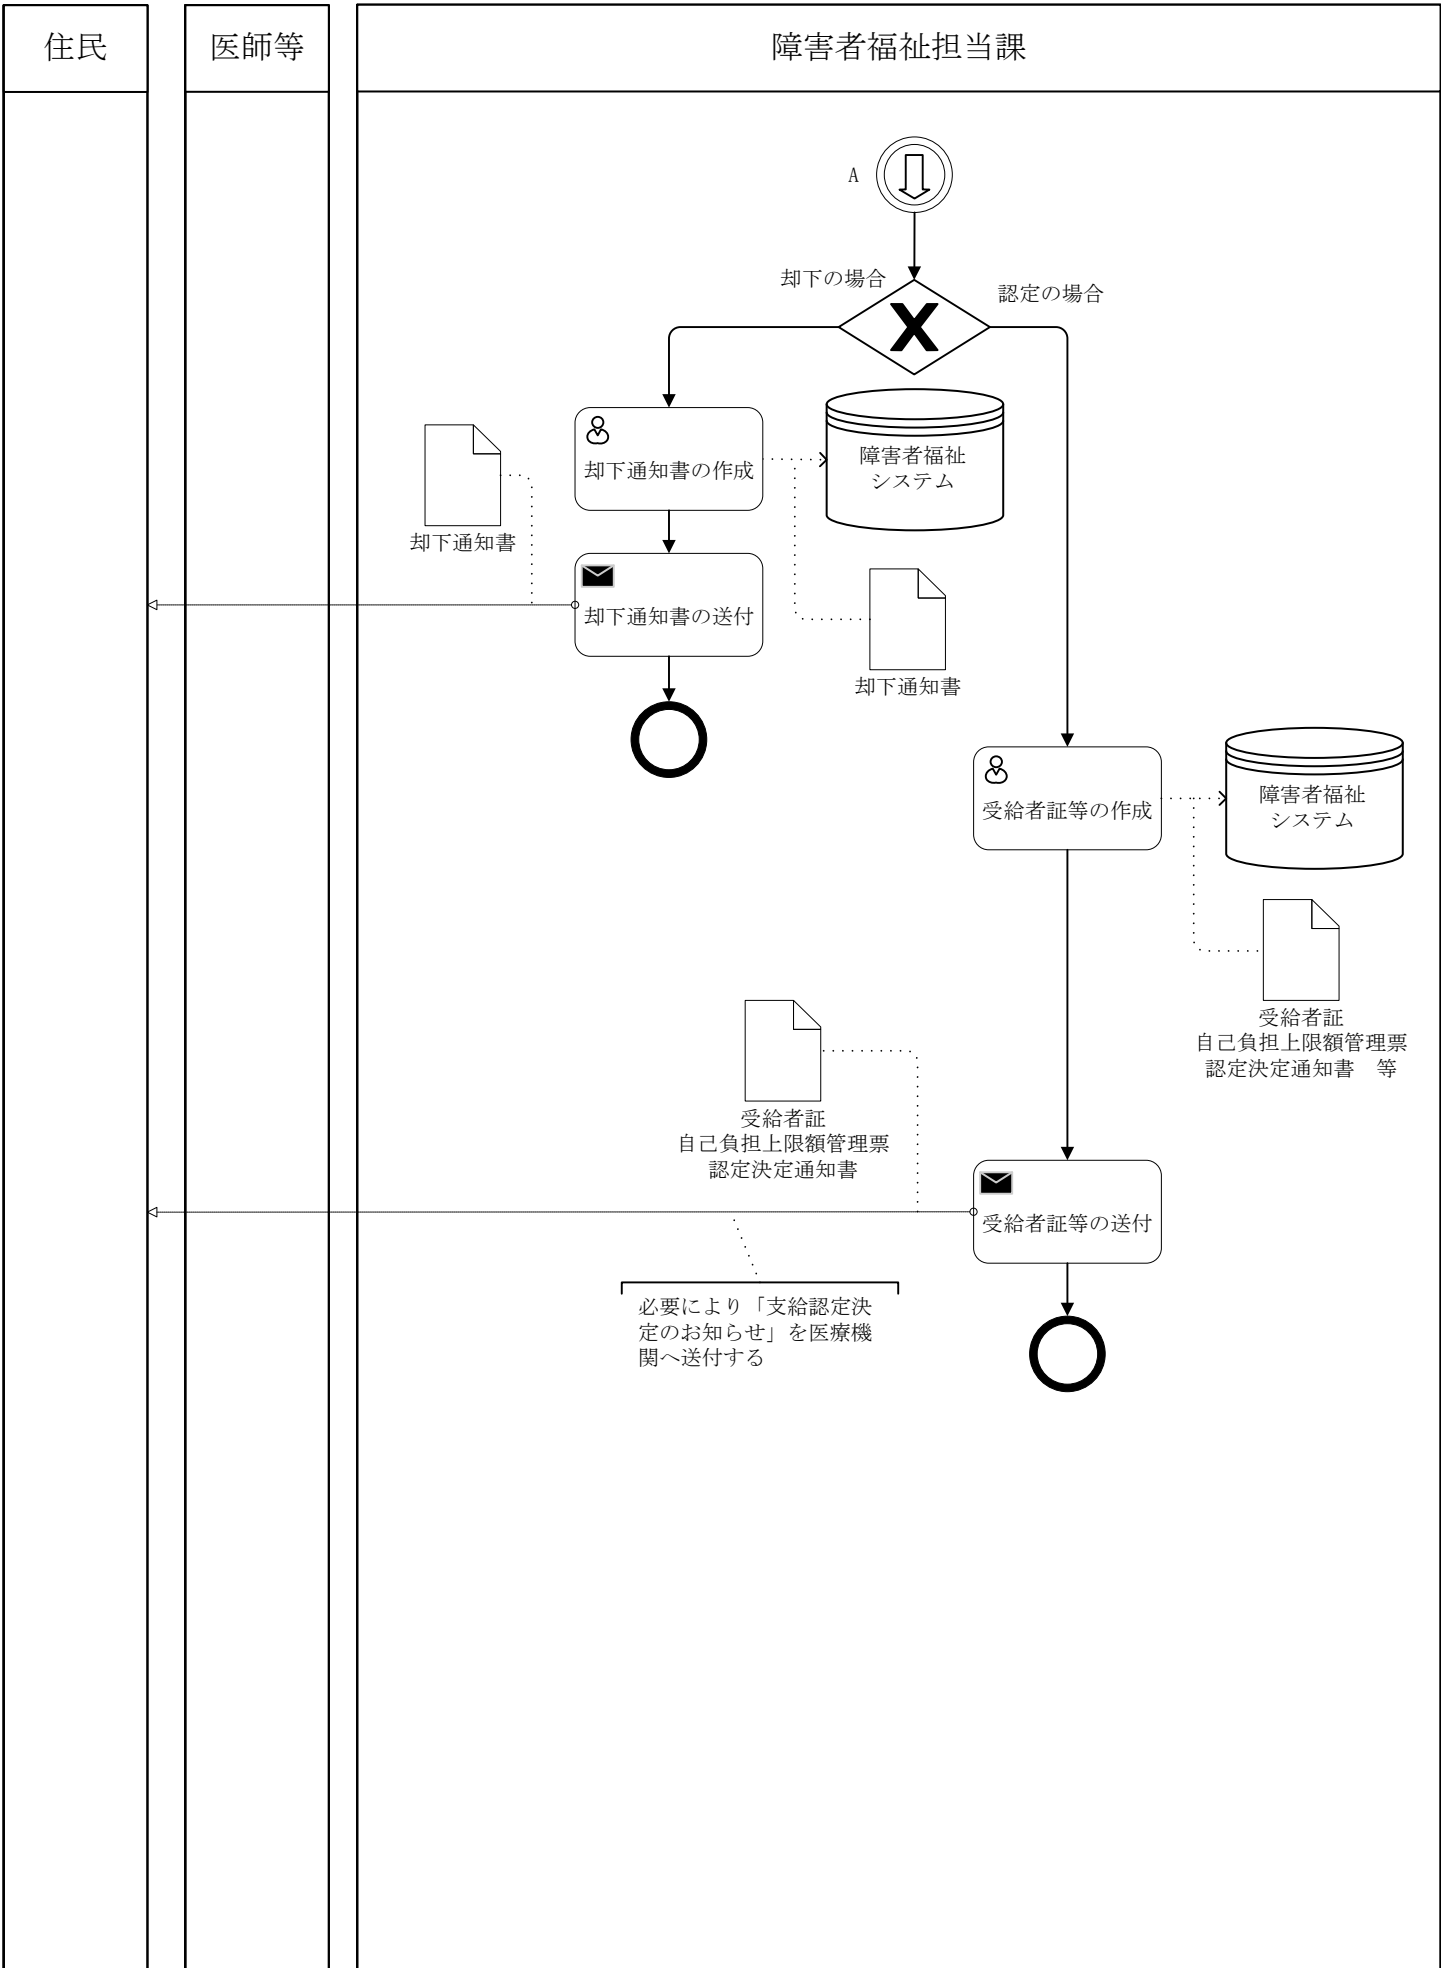 住民
医師等
障害者福祉担当課
A
却下の場合
認定の場合
却下通知書の作成
障害者福祉
システム
却下通知書
却下通知書の送付
却下通知書
受給者証等の作成
障害者福祉
システム
受給者証
自己負担上限額管理票
認定決定通知書　等
受給者証
自己負担上限額管理票
認定決定通知書
受給者証等の送付
必要により「支給認定決
定のお知らせ」を医療機
関へ送付する